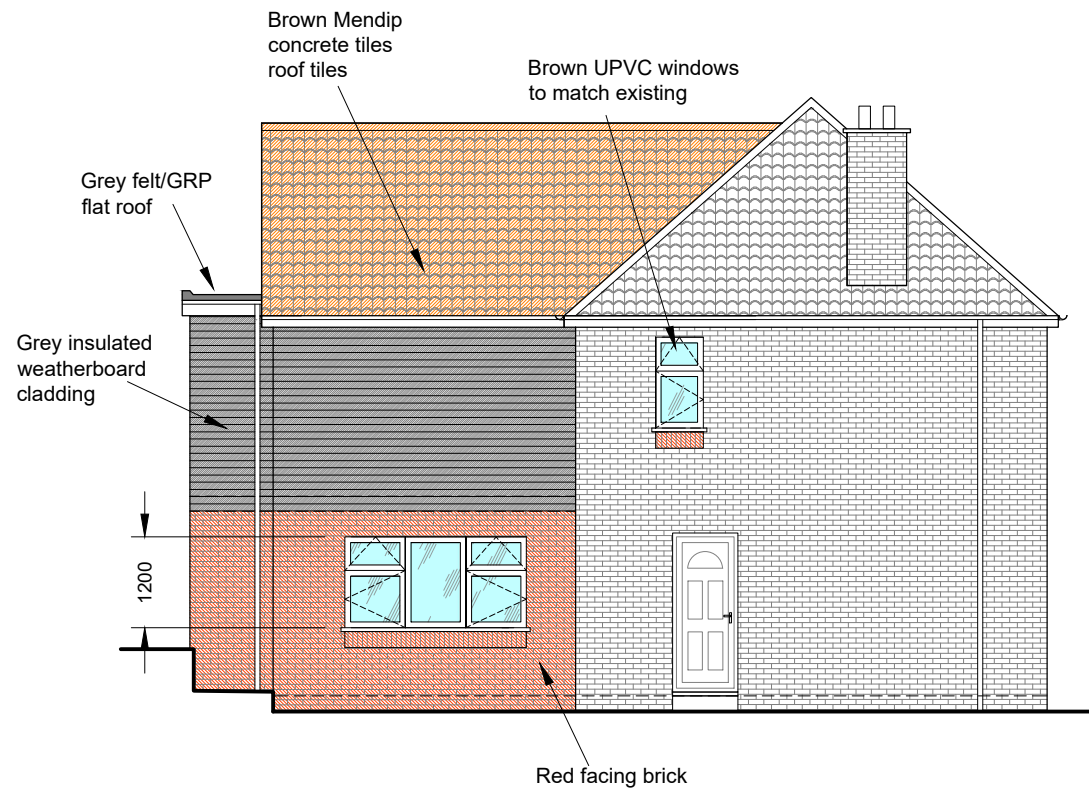 Brown Mendip
concrete tiles
roof tiles
Brown UPVC windows
to match existing
Grey felt/GRP
flat roof
Grey insulated
weatherboard
cladding
1200
Red facing brick